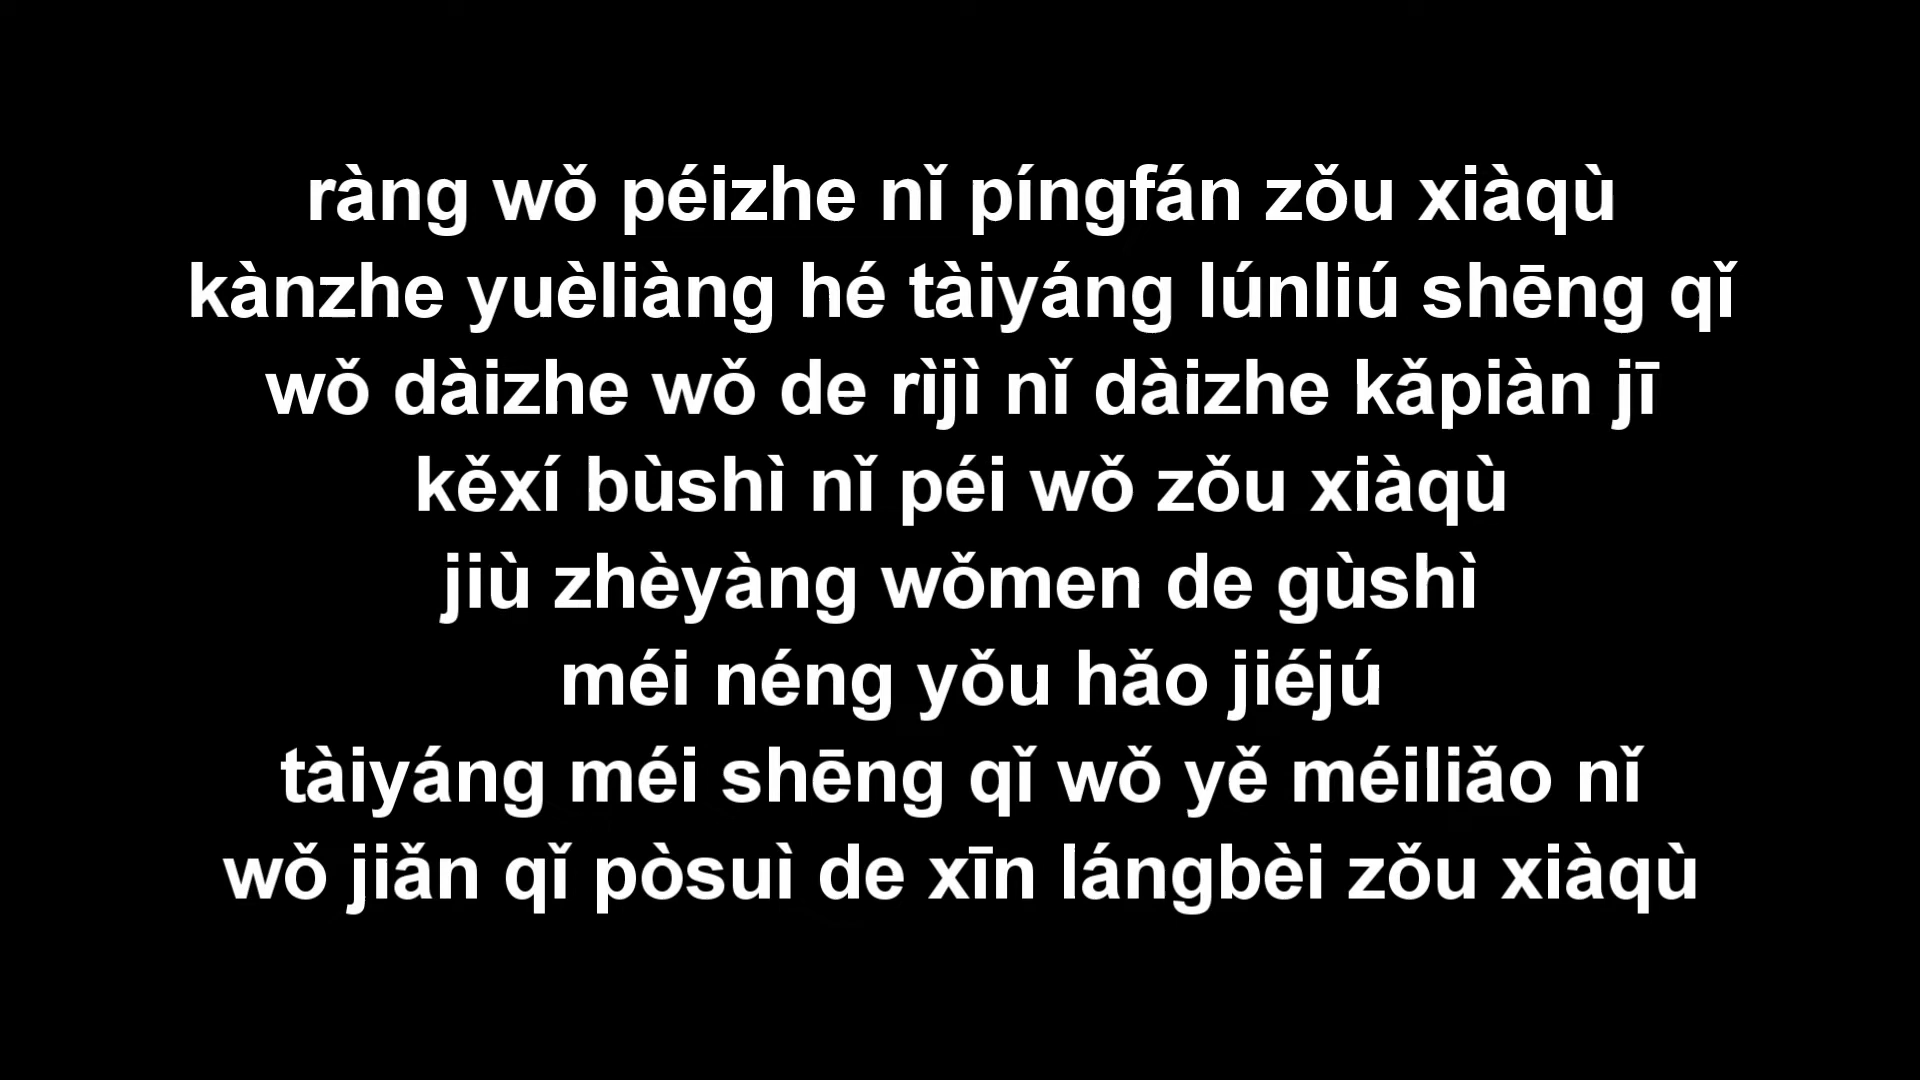 ràng wǒ péizhe nǐ píngfán zǒu xiàqù
kànzhe yuèliàng hé tàiyáng lúnliú shēng qǐ
wǒ dàizhe wǒ de rìjì nǐ dàizhe kǎpiàn jī
kěxí bùshì nǐ péi wǒ zǒu xiàqù
jiù zhèyàng wǒmen de gùshì
méi néng yǒu hǎo jiéjú
tàiyáng méi shēng qǐ wǒ yě méiliǎo nǐ
wǒ jiǎn qǐ pòsuì de xīn lángbèi zǒu xiàqù